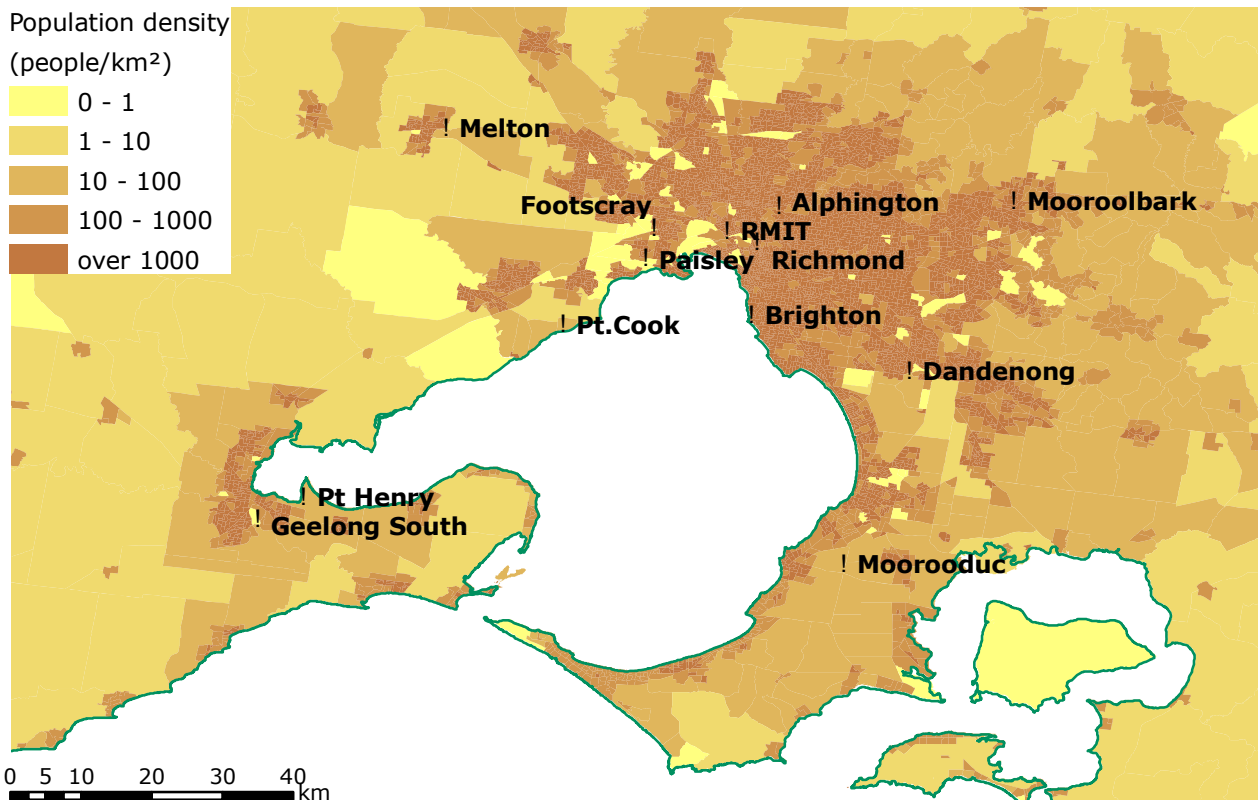 Population density
(people/km²)
0 - 1
1 - 10
10 - 100
100 - 1000
over 1000
! Melton
Footscray
!
! Alphington
! Mooroolbark
! RMIT
!
! Paisley
Richmond
! Pt.Cook
! Brighton
! Dandenong
! Pt Henry
! Geelong South
! Moorooduc
0 5 10 20 30 40
km